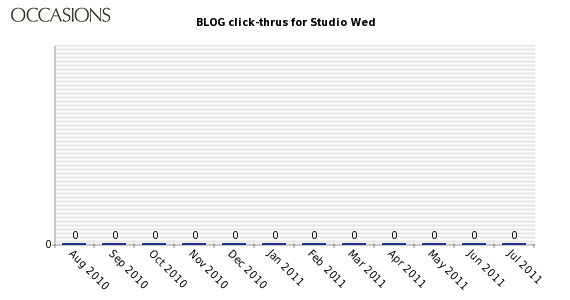 OCCASIONS
BLOG click-thrus for Studio Wed
0 0 0 0 0 0 0 0 0 0 0 0
0
Aug 2010 Sep 2010 Oct 2010 Nov 2010 Dec 2010 Jan 2011 Feb 2011 Mar 2011 Apr 2011 May 2011 Jun 2011 Jul 2011